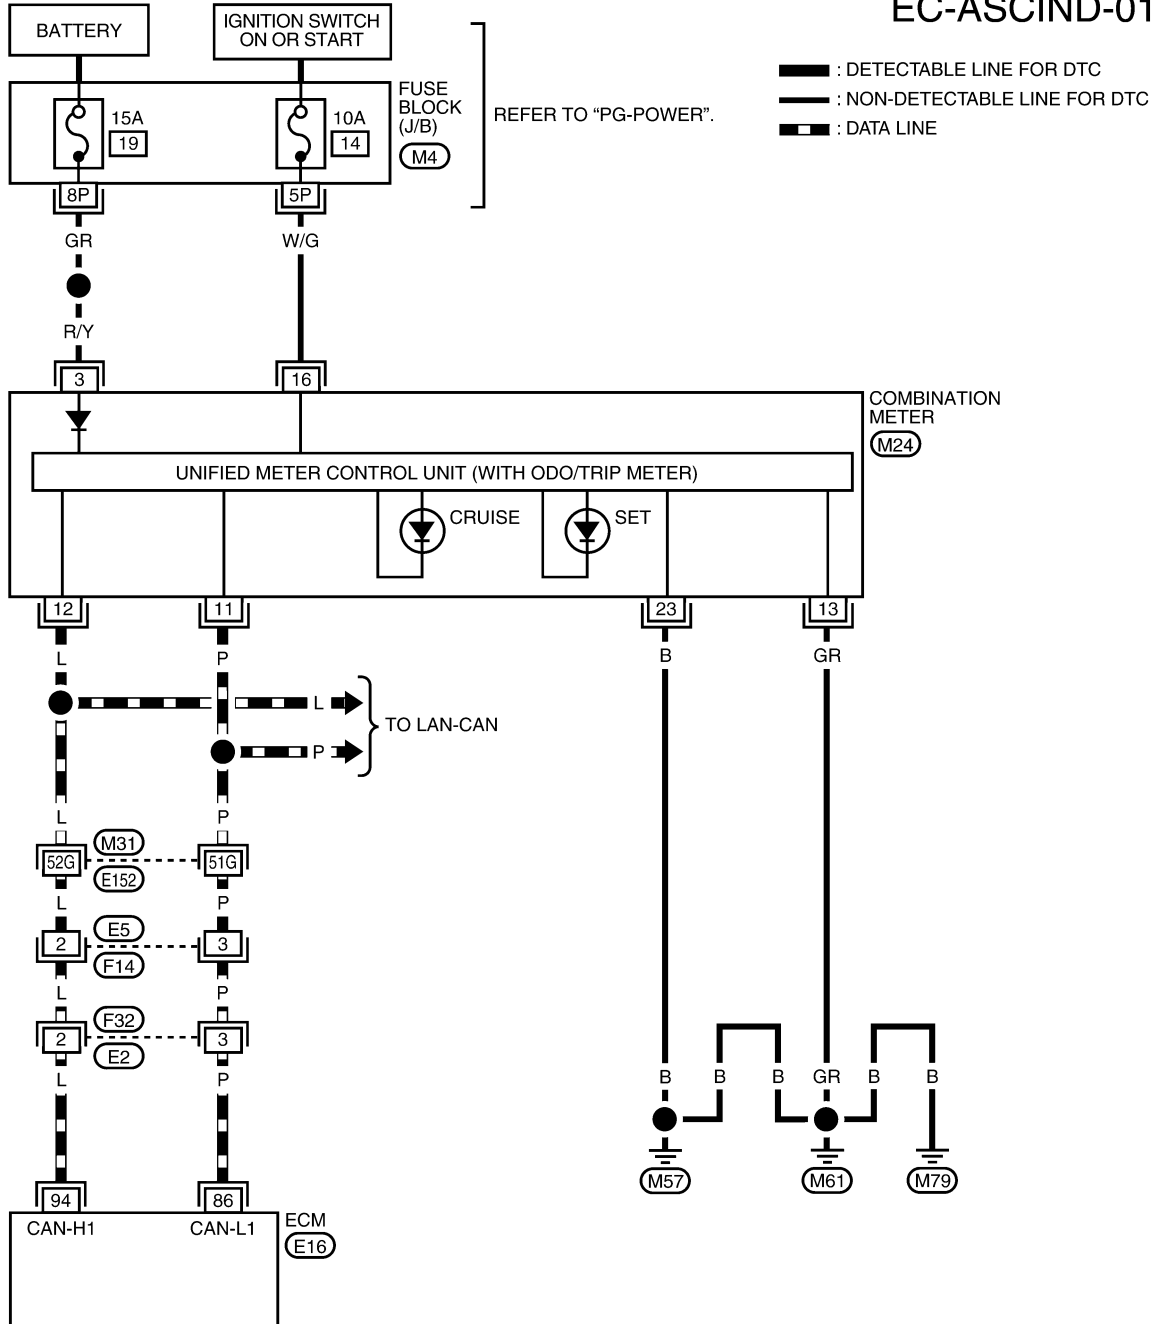 EC-ASCIND-01
BATTERY
IGNITION SWITCH
ON OR START
: DETECTABLE LINE FOR DTC
: NON-DETECTABLE LINE FOR DTC
: DATA LINE
15A
19
10A
14
FUSE
BLOCK
(J/B)
M4
REFER TO “PG-POWER”.
8P
5P
GR
W/G
R/Y
3
16
COMBINATION
METER
M24
UNIFIED METER CONTROL UNIT (WITH ODO/TRIP METER)
CRUISE
SET
12
11
23
13
L
P
B
GR
L
P
TO LAN-CAN
L
P
52G
M31
E152
51G
L
P
2
E5
F14
3
L
P
2
F32
E2
3
L
P
B
B
B
GR
B
B
M57
M61
M79
94
86
CAN-H1
CAN-L1
ECM
E16